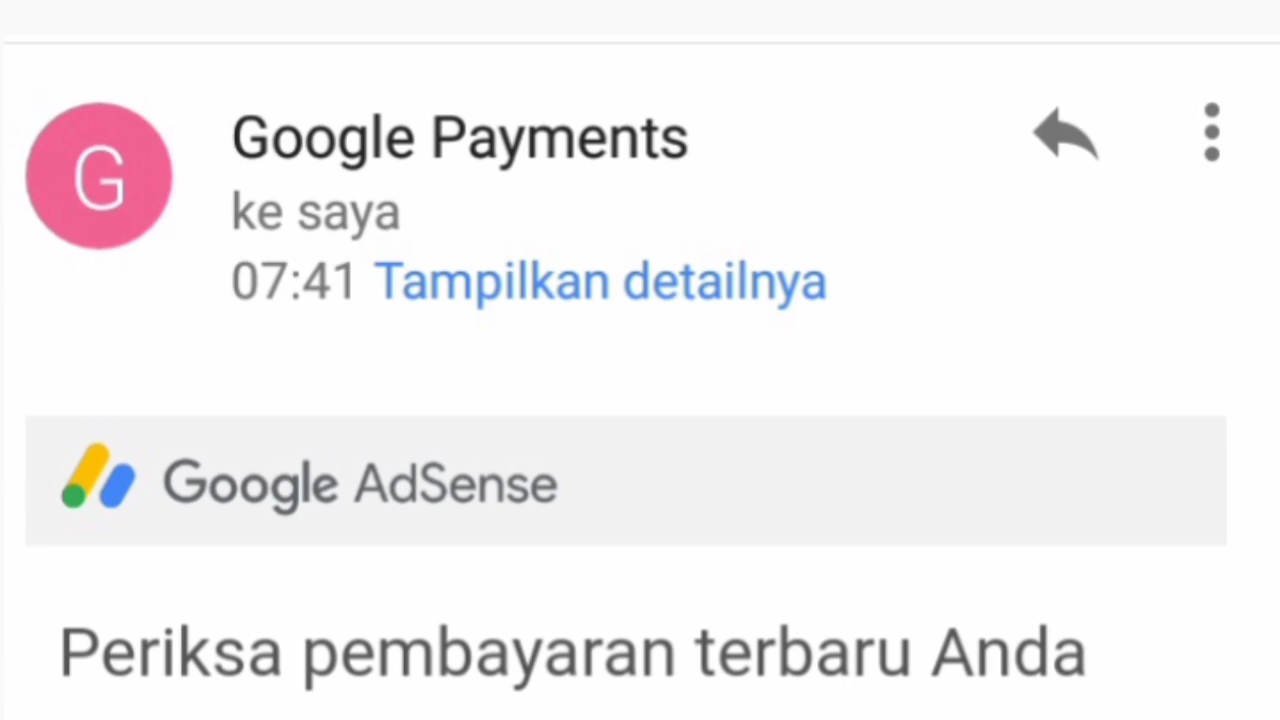 G
Google Payments
ke saya
07:41 Tampilkan detailnya
Google AdSense
Periksa pembayaran terbaru Anda